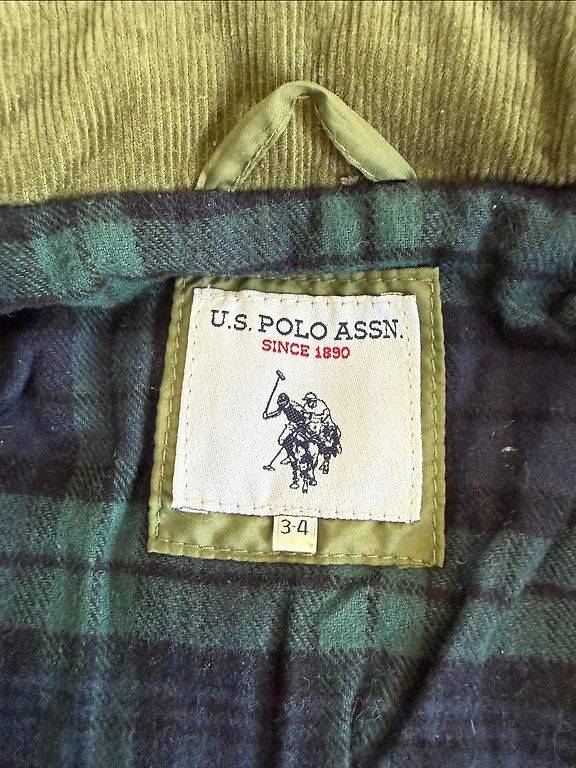 U.S. POLO ASSN.
SINCE 1890
3-4